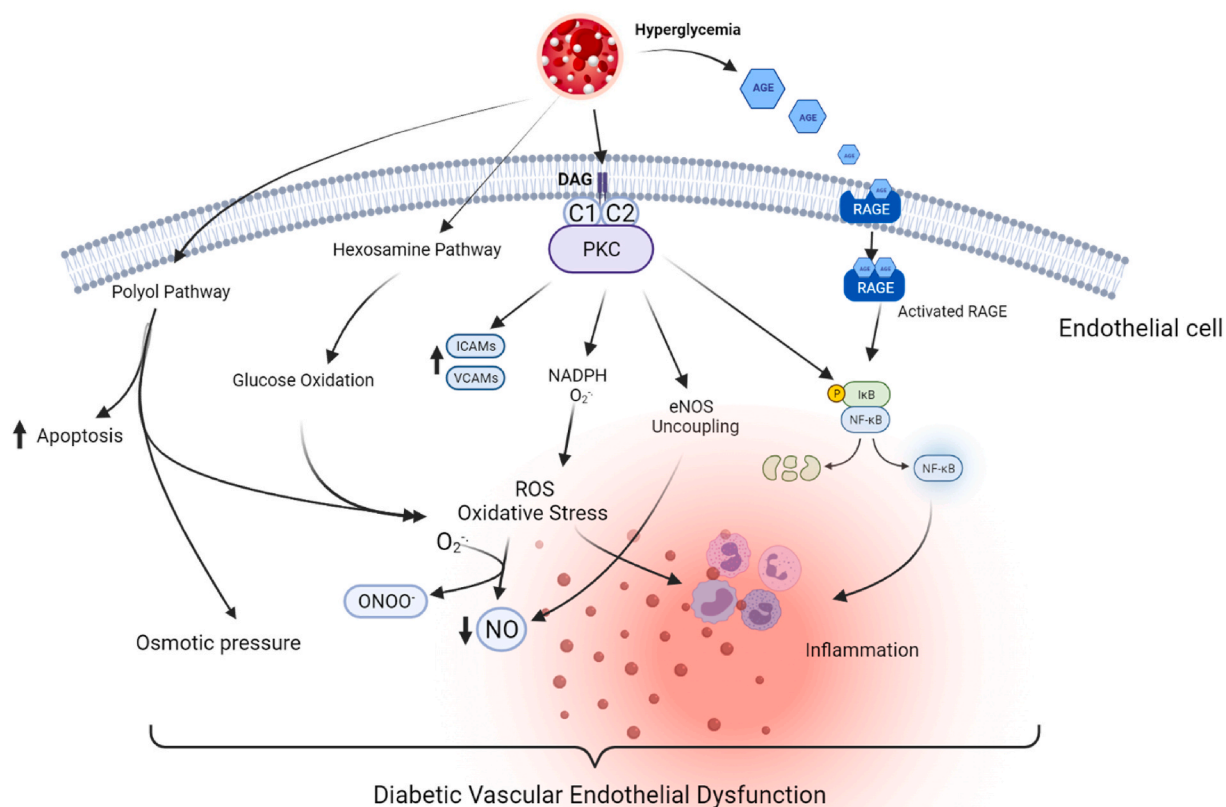 Hyperglycemia
AGE
AGE
AGE
AGE
DAG
RAGE
C1 C2
Hexosamine Pathway
PKC
AGE AGE
RAGE
Polyol Pathway
Activated RAGE
Endothelial cell
ICAMs
VCAMs
Glucose Oxidation
NADPH
O₂⁻·
eNOS
Uncoupling
P
IκB
NF-κB
Apoptosis
NF-κB
ROS
Oxidative Stress
O₂⁻·
ONOO⁻
NO
Osmotic pressure
Inflammation
Diabetic Vascular Endothelial Dysfunction